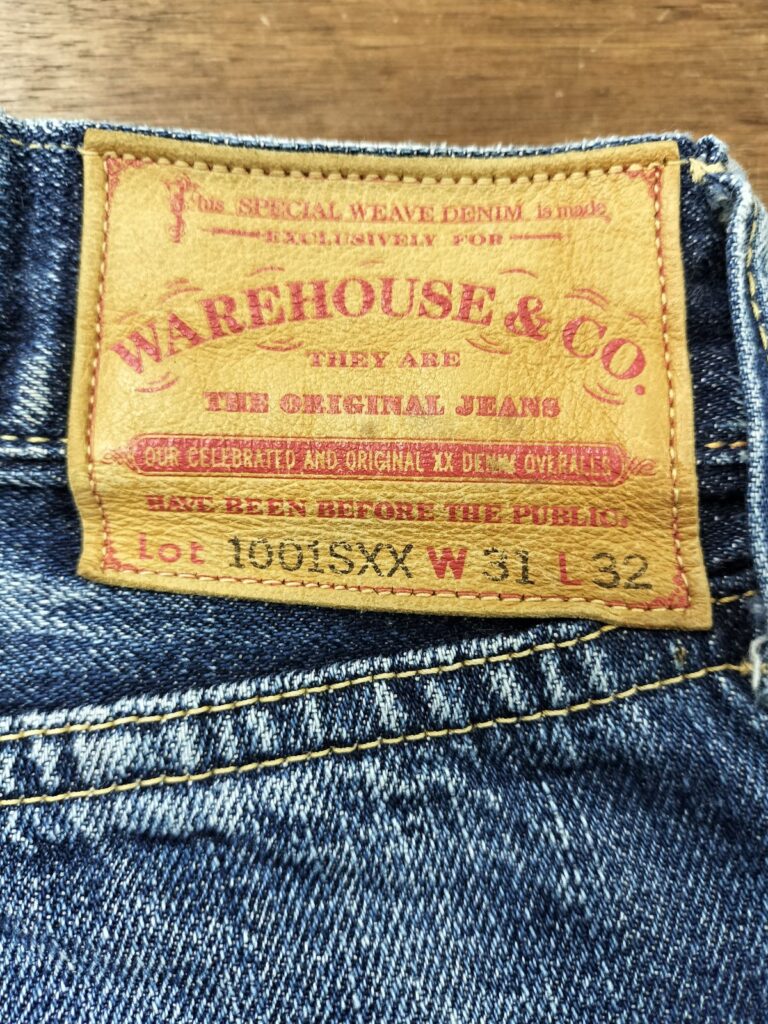 This SPECIAL WEAVE DENIM is made
EXCLUSIVELY FOR
WAREHOUSE & CO.
THEY ARE
THE ORIGINAL JEANS
OUR CELEBRATED AND ORIGINAL XX DENIM OVERALLS
HAVE BEEN BEFORE THE PUBLIC.
Lot 1001SXX W 31 L 32